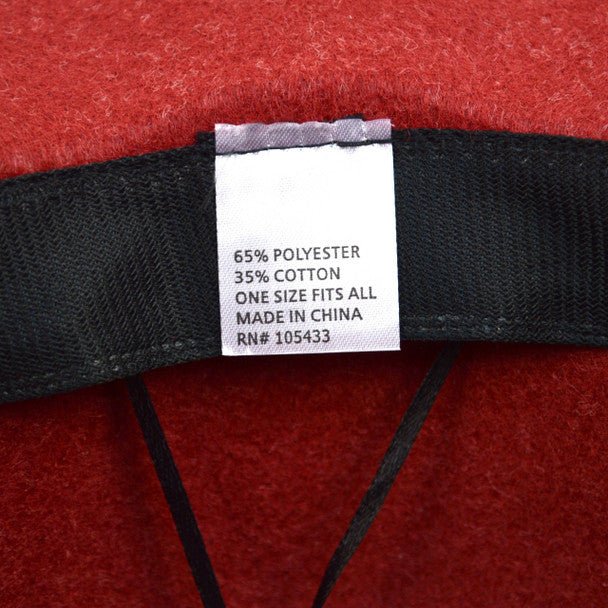 65% POLYESTER
35% COTTON
ONE SIZE FITS ALL
MADE IN CHINA
RN# 105433